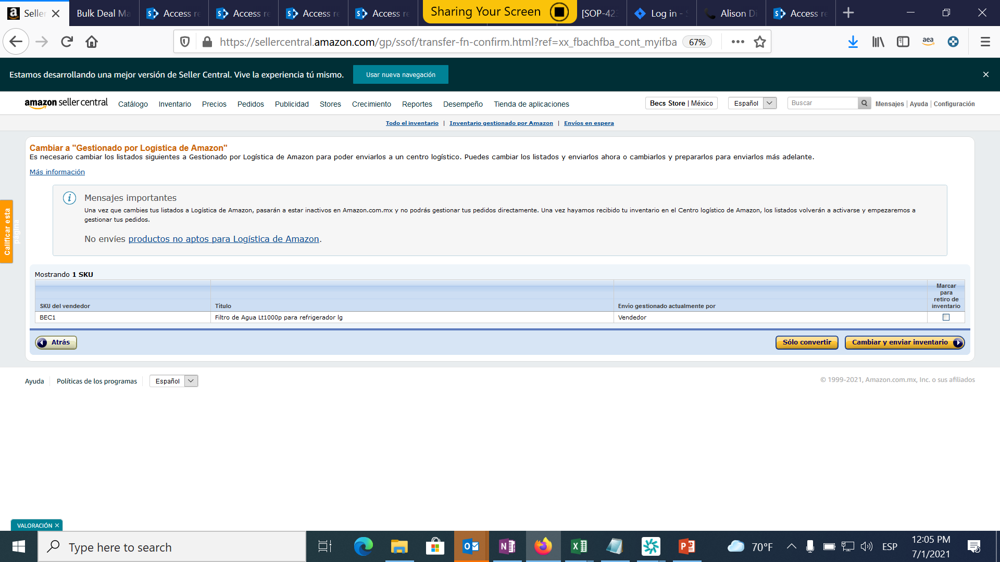 Seller
Bulk Deal Ma
Access re
Access re
Access re
Access re
Sharing Your Screen
[SOP-423
Log in - S
Alison Di
Access re
https://sellercentral.amazon.com/gp/ssof/transfer-fn-confirm.html?ref=xx_fbachfba_cont_myifba
67%
aea
Estamos desarrollando una mejor versión de Seller Central. Vive la experiencia tú mismo.
Usar nueva navegación
amazon seller central
Catálogo
Inventario
Precios
Pedidos
Publicidad
Stores
Crecimiento
Reportes
Desempeño
Tienda de aplicaciones
Becs Store | México
Español
Buscar
Mensajes | Ayuda | Configuración
Todo el inventario | Inventario gestionado por Amazon | Envíos en espera
Cambiar a "Gestionado por Logística de Amazon"
Es necesario cambiar los listados siguientes a Gestionado por Logística de Amazon para poder enviarlos a un centro logístico. Puedes cambiar los listados y enviarlos ahora o cambiarlos y prepararlos para enviarlos más adelante.
Más información
Mensajes importantes
Una vez que cambies tus listados a Logística de Amazon, pasarán a estar inactivos en Amazon.com.mx y no podrás gestionar tus pedidos directamente. Una vez hayamos recibido tu inventario en el Centro logístico de Amazon, los listados volverán a activarse y empezaremos a
gestionar tus pedidos.
No envíes productos no aptos para Logística de Amazon.
Calificar esta
página
Mostrando 1 SKU
Marcar
para
retiro de
inventario
SKU del vendedor
Título
Envío gestionado actualmente por
BEC1
Filtro de Agua Lt1000p para refrigerador lg
Vendedor
Atrás
Sólo convertir
Cambiar y enviar inventario
Ayuda
Políticas de los programas
Español
© 1999-2021, Amazon.com.mx, Inc. o sus afiliados
VALORACIÓN
Type here to search
70°F
ESP
12:05 PM
7/1/2021